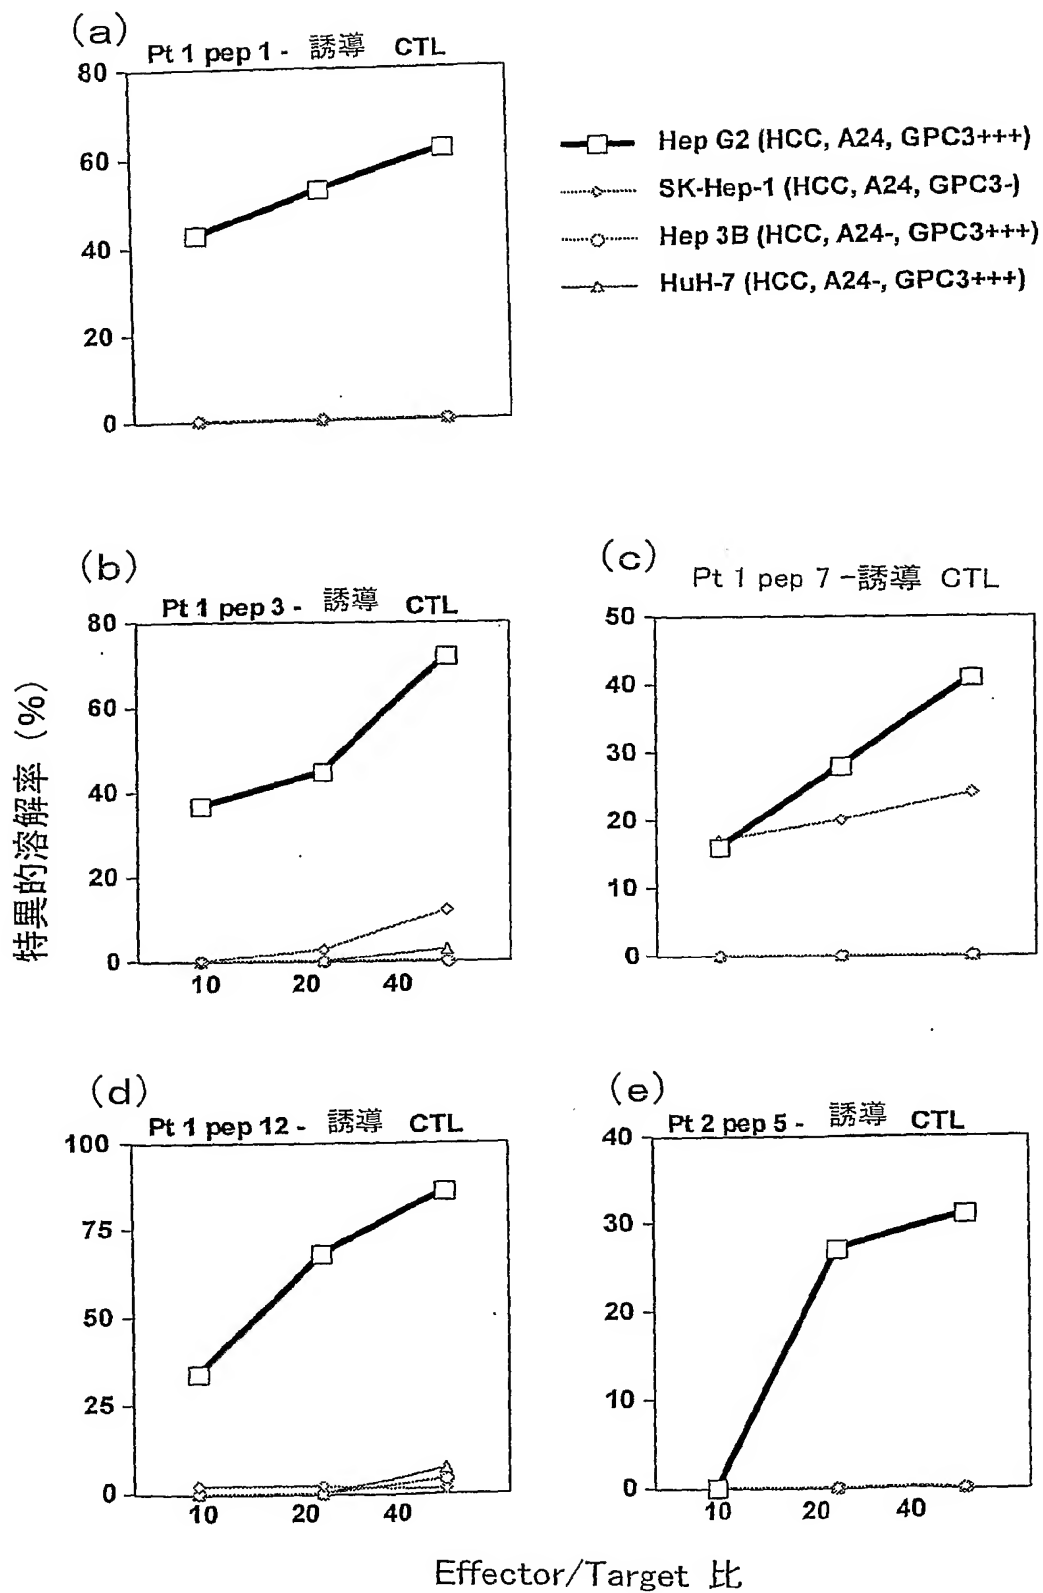 (a)
Pt 1 pep 1 - 誘導 CTL
80
60
40
20
0
Hep G2 (HCC, A24, GPC3+++)
SK-Hep-1 (HCC, A24, GPC3-)
Hep 3B (HCC, A24-, GPC3+++)
HuH-7 (HCC, A24-, GPC3+++)
特異的溶解率 (%)
(b)
Pt 1 pep 3 - 誘導 CTL
80
60
40
20
0
10 20 40
(c)
Pt 1 pep 7 -誘導 CTL
50
40
30
20
10
0
(d)
Pt 1 pep 12 - 誘導 CTL
100
75
50
25
0
10 20 40
(e)
Pt 2 pep 5 - 誘導 CTL
40
30
20
10
0
10 20 40
Effector/Target 比